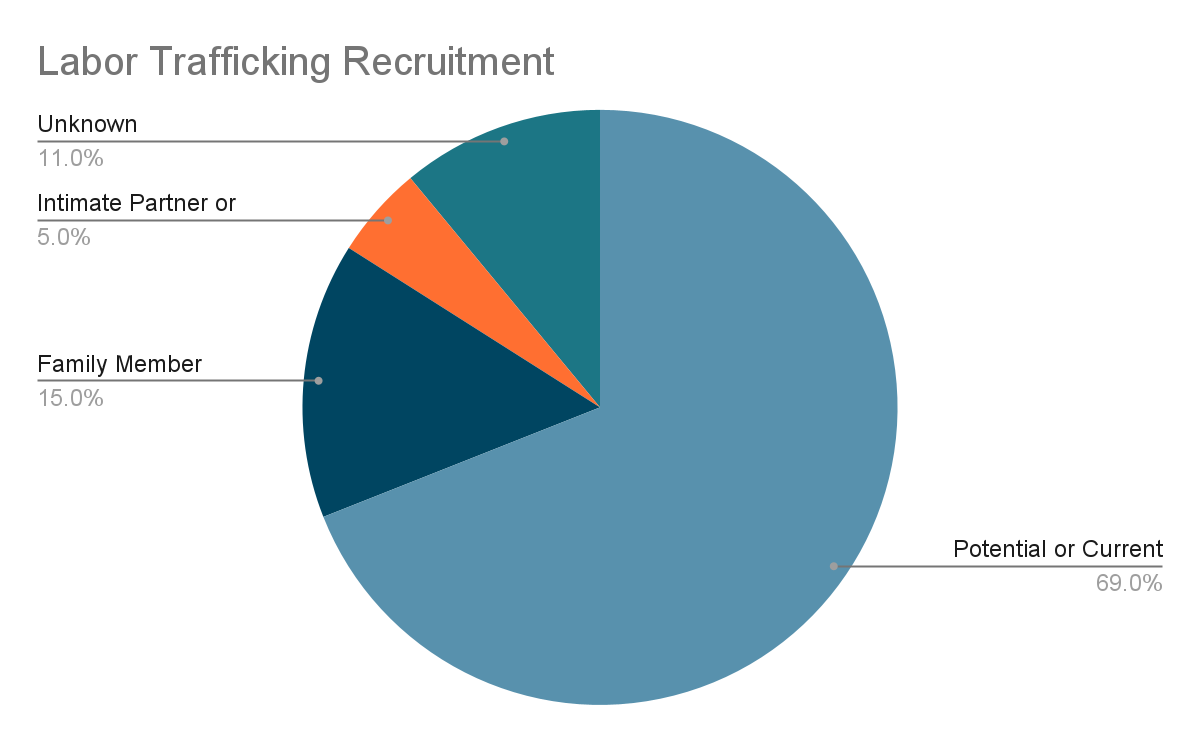 Labor Trafficking Recruitment
Unknown
11.0%
Intimate Partner or
5.0%
Family Member
15.0%
Potential or Current
69.0%